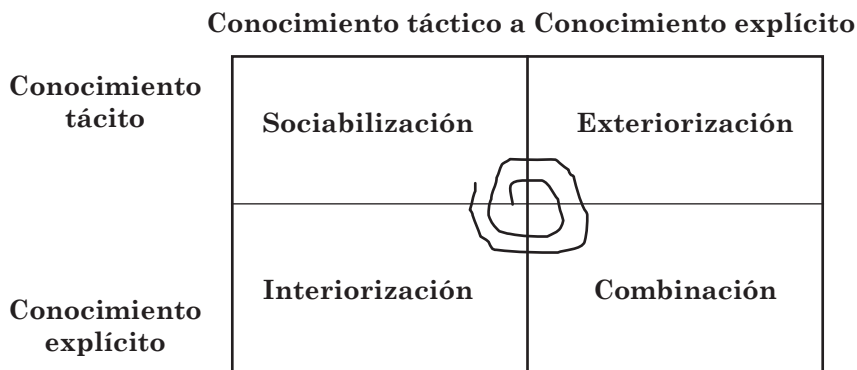 Conocimiento táctico a Conocimiento explícito
Conocimiento
tácito
Sociabilización
Exteriorización
Interiorización
Combinación
Conocimiento
explícito